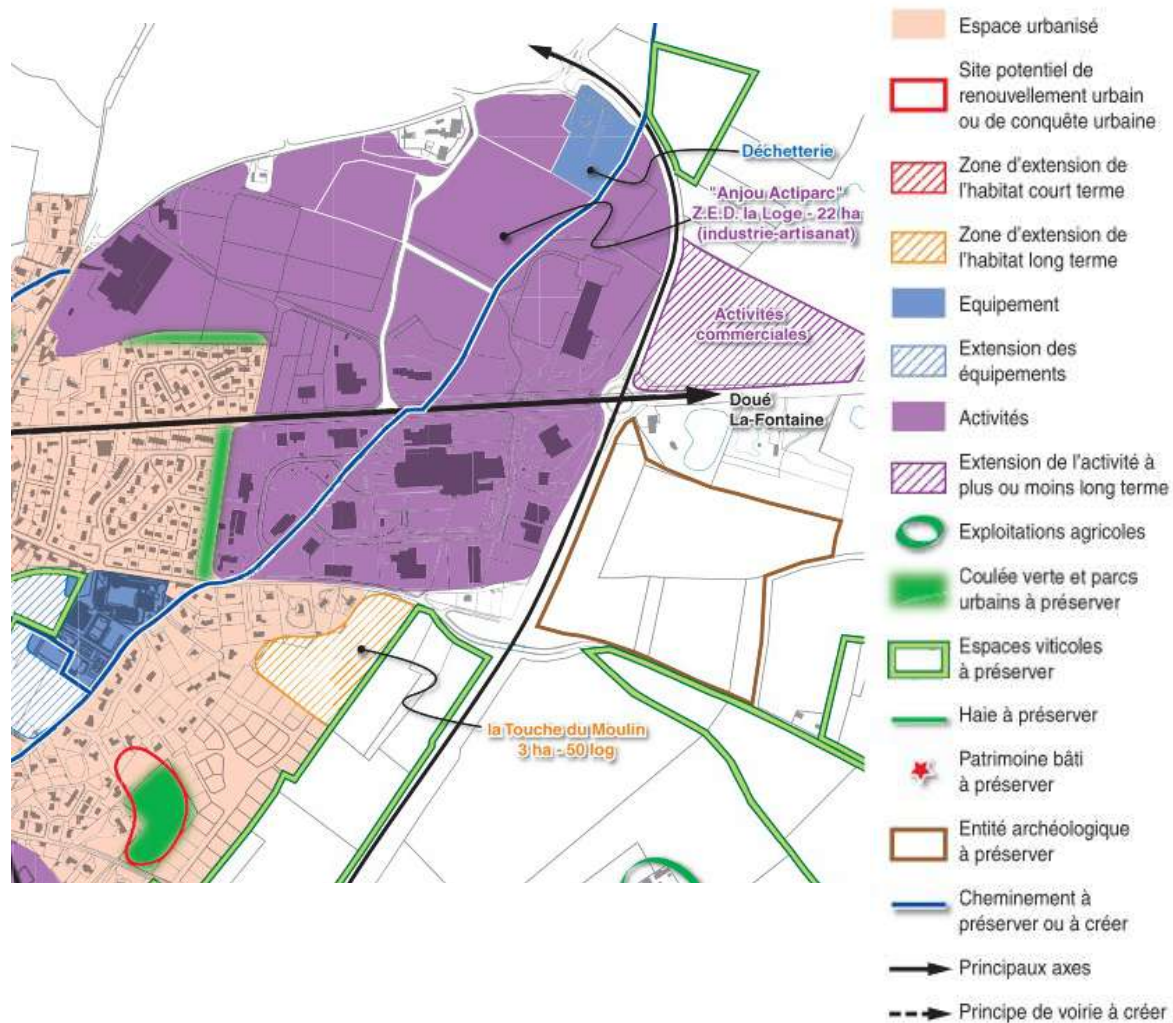 Déchetterie
"Anjou Actiparc"
Z.E.D. la Loge - 22 ha
(industrie-artisanat)
Activités
commerciales
Doué
La-Fontaine
la Touche du Moulin
3 ha - 50 log
Espace urbanisé
Site potentiel de
renouvellement urbain
ou de conquête urbaine
Zone d'extension de
l'habitat court terme
Zone d'extension de
l'habitat long terme
Equipement
Extension des
équipements
Activités
Extension de l'activité à
plus ou moins long terme
Exploitations agricoles
Coulée verte et parcs
urbains à préserver
Espaces viticoles
à préserver
Haie à préserver
Patrimoine bâti
à préserver
Entité archéologique
à préserver
Cheminement à
préserver ou à créer
Principaux axes
Principe de voirie à créer